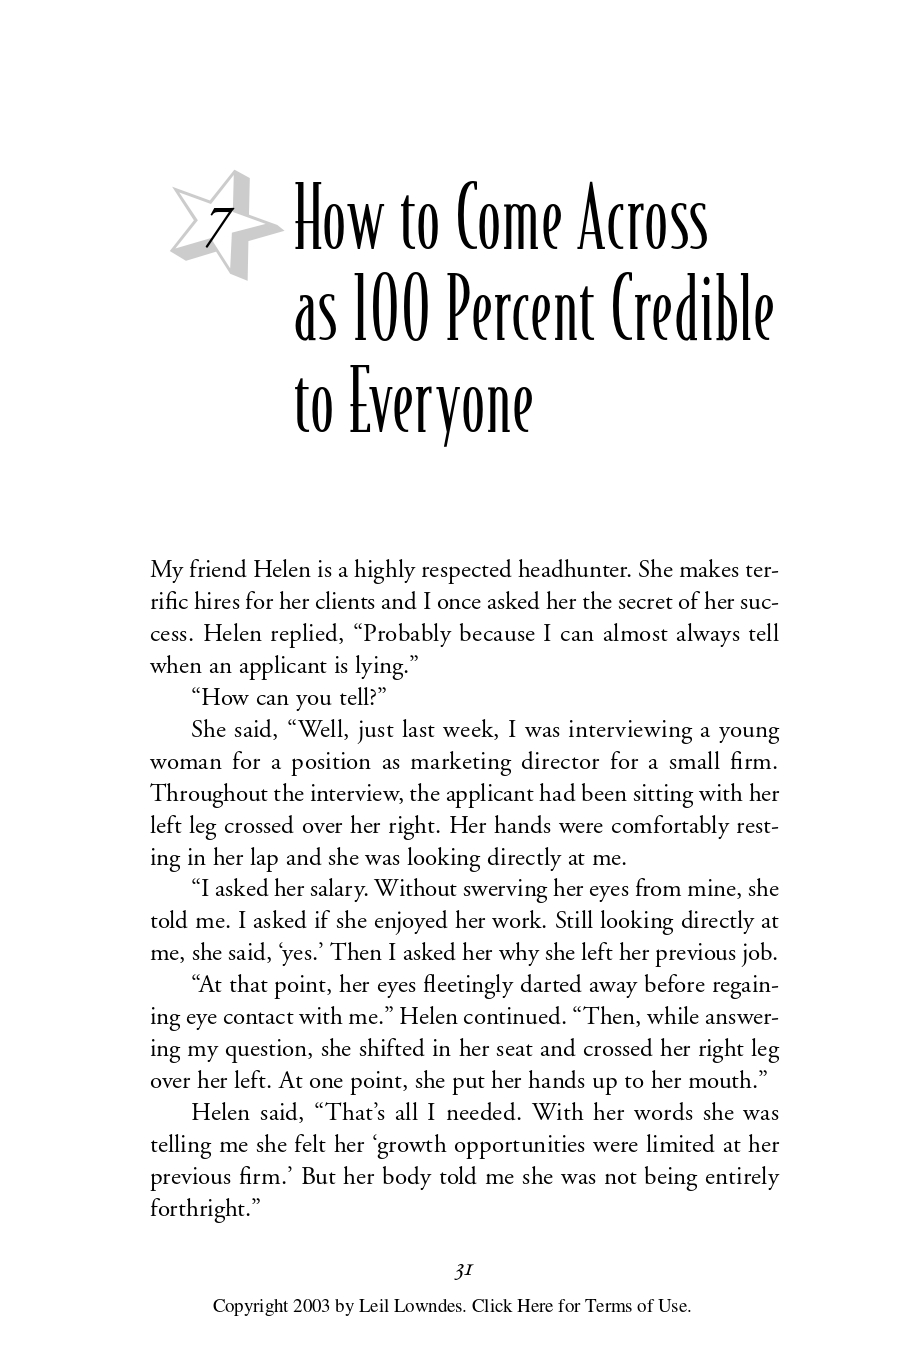 7
How to Come Across
as 100 Percent Credible
to Everyone
My friend Helen is a highly respected headhunter. She makes ter-
rific hires for her clients and I once asked her the secret of her suc-
cess. Helen replied, “Probably because I can almost always tell
when an applicant is lying.”
“How can you tell?”
She said, “Well, just last week, I was interviewing a young
woman for a position as marketing director for a small firm.
Throughout the interview, the applicant had been sitting with her
left leg crossed over her right. Her hands were comfortably rest-
ing in her lap and she was looking directly at me.
“I asked her salary. Without swerving her eyes from mine, she
told me. I asked if she enjoyed her work. Still looking directly at
me, she said, ‘yes.’ Then I asked her why she left her previous job.
“At that point, her eyes fleetingly darted away before regain-
ing eye contact with me.” Helen continued. “Then, while answer-
ing my question, she shifted in her seat and crossed her right leg
over her left. At one point, she put her hands up to her mouth.”
Helen said, “That’s all I needed. With her words she was
telling me she felt her ‘growth opportunities were limited at her
previous firm.’ But her body told me she was not being entirely
forthright.”
31
Copyright 2003 by Leil Lowndes. Click Here for Terms of Use.